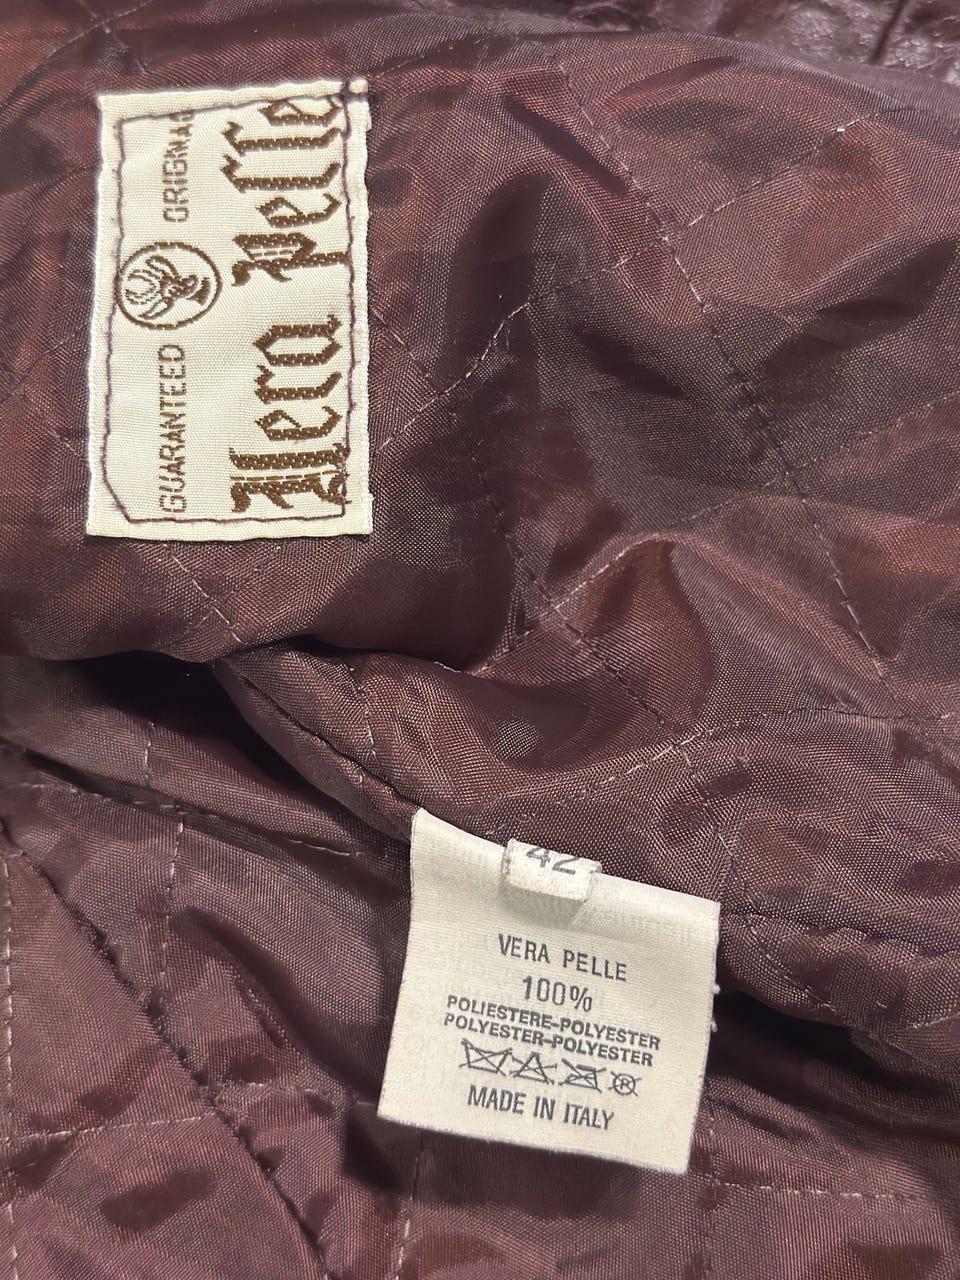 Vera Pelle
GUARANTEED ORIGINAL
42
VERA PELLE
100%
POLIESTERE-POLYESTER
POLYESTER-POLYESTER
MADE IN ITALY